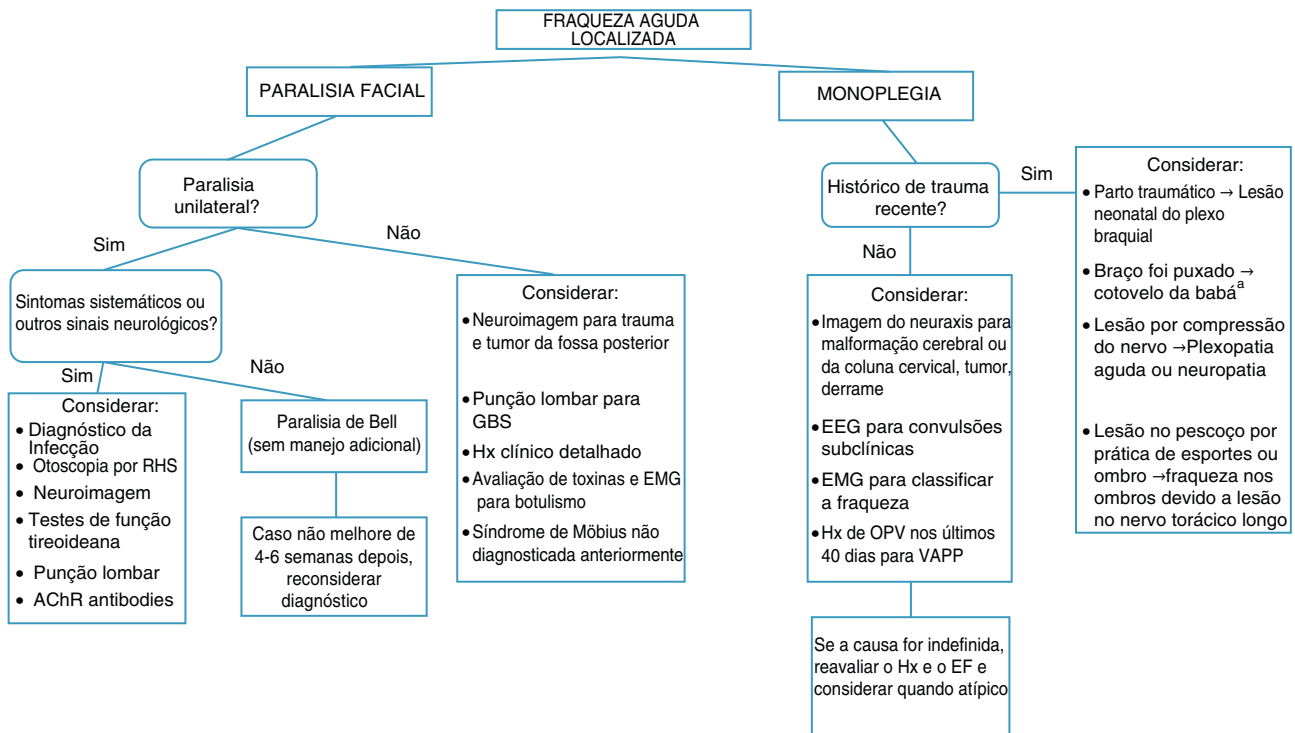 FRAQUEZA AGUDA
LOCALIZADA
PARALISIA FACIAL
MONOPLEGIA
Paralisia
unilateral?
Histórico de trauma
recente?
Sim
Considerar:
• Parto traumático → Lesão
neonatal do plexo
braquial
• Braço foi puxado →
cotovelo da babáª
• Lesão por compressão
do nervo →Plexopatia
aguda ou neuropatia
• Lesão no pescoço por
prática de esportes ou
ombro →fraqueza nos
ombros devido a lesão
no nervo torácico longo
Sim
Não
Não
Sintomas sistemáticos ou
outros sinais neurológicos?
Sim
Não
Considerar:
• Diagnóstico da
Infecção
• Otoscopia por RHS
• Neuroimagem
• Testes de função
tireoideana
• Punção lombar
• AChR antibodies
Paralisia de Bell
(sem manejo adicional)
Caso não melhore de
4-6 semanas depois,
reconsiderar
diagnóstico
Considerar:
• Neuroimagem para trauma
e tumor da fossa posterior
• Punção lombar para
GBS
• Hx clínico detalhado
• Avaliação de toxinas e EMG
para botulismo
• Síndrome de Möbius não
diagnosticada anteriormente
Considerar:
• Imagem do neuraxis para
malformação cerebral ou
da coluna cervical, tumor,
derrame
• EEG para convulsões
subclínicas
• EMG para classificar
a fraqueza
• Hx de OPV nos últimos
40 dias para VAPP
Se a causa for indefinida,
reavaliar o Hx e o EF e
considerar quando atípico